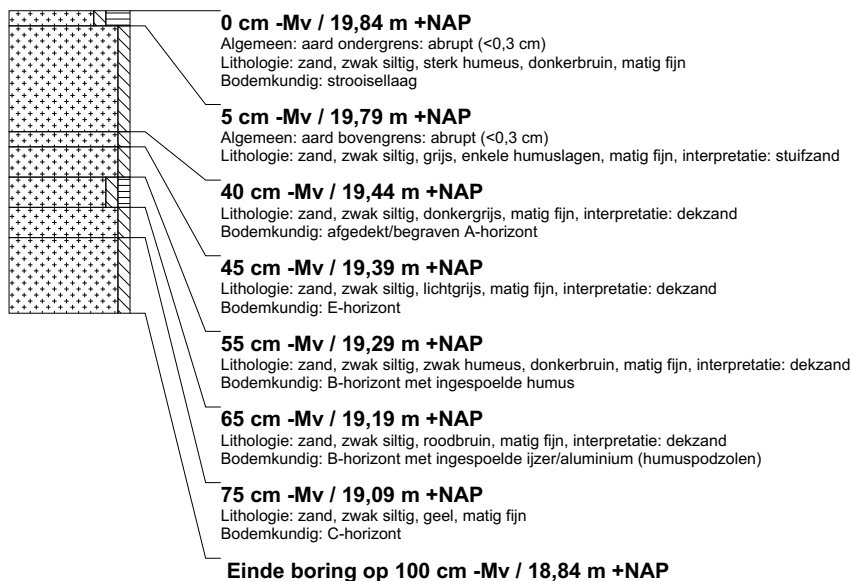 0 cm -Mv / 19,84 m +NAP
Algemeen: aard ondergrens: abrupt (<0,3 cm)
Lithologie: zand, zwak siltig, sterk humeus, donkerbruin, matig fijn
Bodemkundig: strooisellaag
5 cm -Mv / 19,79 m +NAP
Algemeen: aard bovengrens: abrupt (<0,3 cm)
Lithologie: zand, zwak siltig, grijs, enkele humuslagen, matig fijn, interpretatie: stuifzand
40 cm -Mv / 19,44 m +NAP
Lithologie: zand, zwak siltig, donkergrijs, matig fijn, interpretatie: dekzand
Bodemkundig: afgedekt/begraven A-horizont
45 cm -Mv / 19,39 m +NAP
Lithologie: zand, zwak siltig, lichtgrijs, matig fijn, interpretatie: dekzand
Bodemkundig: E-horizont
55 cm -Mv / 19,29 m +NAP
Lithologie: zand, zwak siltig, zwak humeus, donkerbruin, matig fijn, interpretatie: dekzand
Bodemkundig: B-horizont met ingespoelde humus
65 cm -Mv / 19,19 m +NAP
Lithologie: zand, zwak siltig, roodbruin, matig fijn, interpretatie: dekzand
Bodemkundig: B-horizont met ingespoelde ijzer/aluminium (humuspodzolen)
75 cm -Mv / 19,09 m +NAP
Lithologie: zand, zwak siltig, geel, matig fijn
Bodemkundig: C-horizont
Einde boring op 100 cm -Mv / 18,84 m +NAP